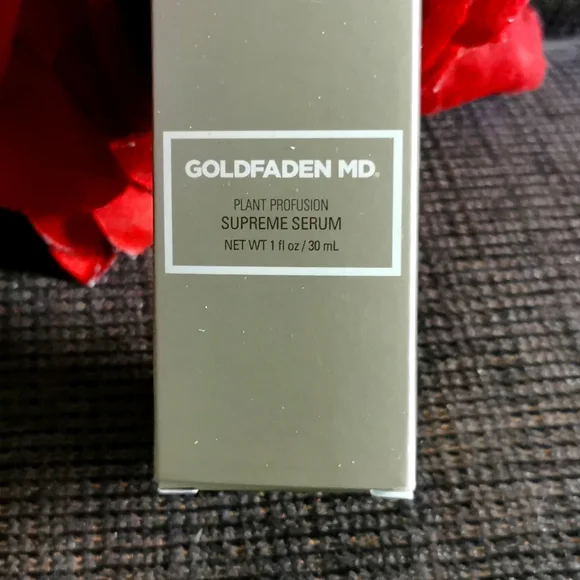 GOLDFADEN MD®
PLANT PROFUSION
SUPREME SERUM
NET WT 1 fl oz / 30 mL